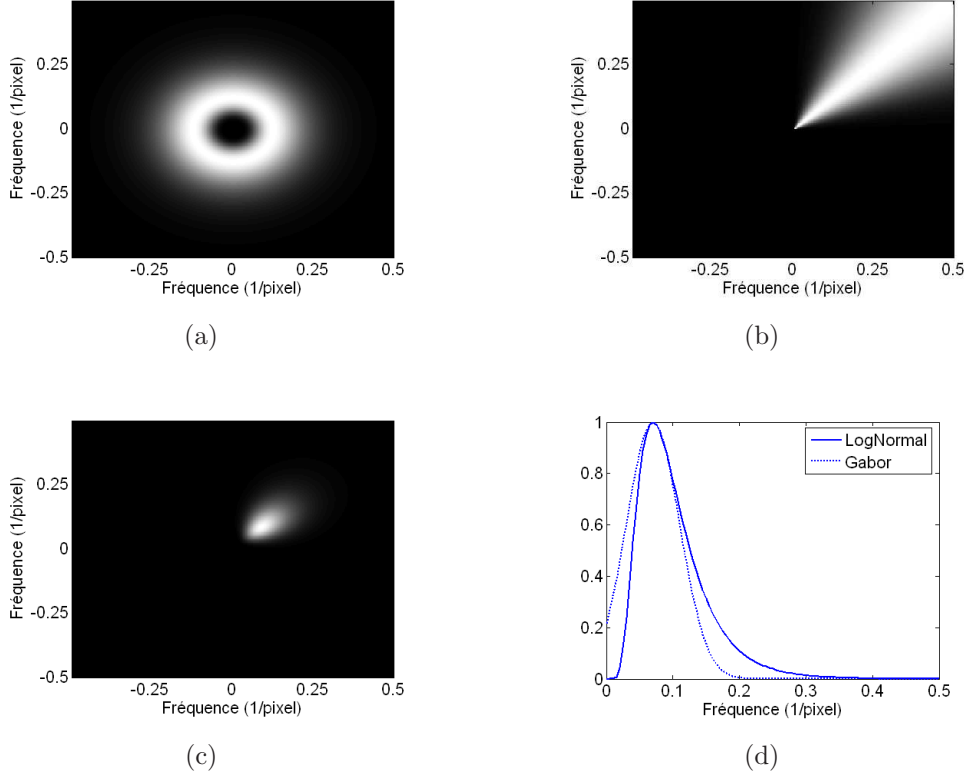 0.25
0
-0.25
-0.5
Fréquence (1/pixel)
-0.25 0 0.25 0.5
Fréquence (1/pixel)
(a)
0.25
0
-0.25
-0.5
Fréquence (1/pixel)
-0.25 0 0.25 0.5
Fréquence (1/pixel)
(b)
0.25
0
-0.25
-0.5
Fréquence (1/pixel)
-0.25 0 0.25 0.5
Fréquence (1/pixel)
(c)
1
0.8
0.6
0.4
0.2
0
LogNormal
Gabor
0 0.1 0.2 0.3 0.4 0.5
Fréquence (1/pixel)
(d)